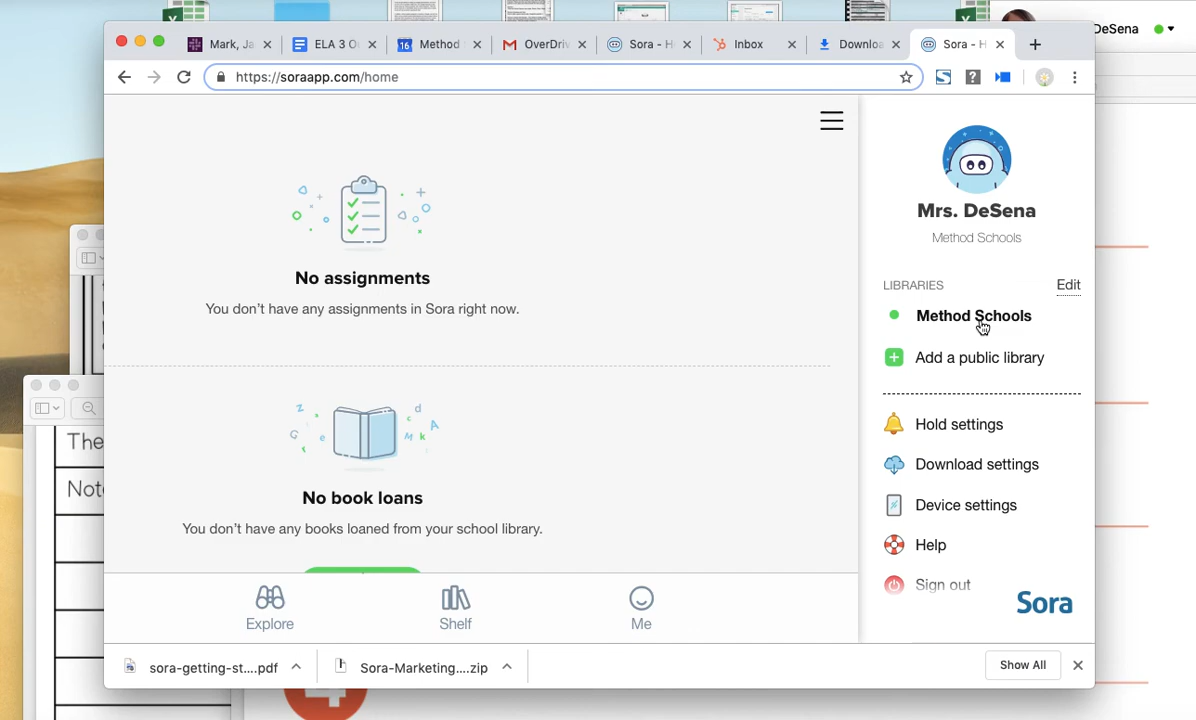 DeSena
Mark, Ja
ELA 3 O
Method
OverDriv
Sora - H
Inbox
Downloa
Sora - H
https://soraapp.com/home
Mrs. DeSena
Method Schools
No assignments
You don't have any assignments in Sora right now.
LIBRARIES
Edit
Method Schools
Add a public library
Hold settings
Download settings
Device settings
Help
Sign out
Sora
No book loans
You don't have any books loaned from your school library.
Explore
Shelf
Me
The
Note
sora-getting-st....pdf
Sora-Marketing....zip
Show All